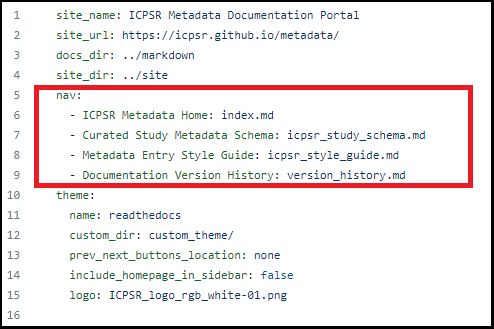 1 site_name: ICPSR Metadata Documentation Portal
2 site_url: https://icpsr.github.io/metadata/
3 docs_dir: ../markdown
4 site_dir: ../site
5 nav:
6 - ICPSR Metadata Home: index.md
7 - Curated Study Metadata Schema: icpsr_study_schema.md
8 - Metadata Entry Style Guide: icpsr_style_guide.md
9 - Documentation Version History: version_history.md
10 theme:
11 name: readthedocs
12 custom_dir: custom_theme/
13 prev_next_buttons_location: none
14 include_homepage_in_sidebar: false
15 logo: ICPSR_logo_rgb_white-01.png
16